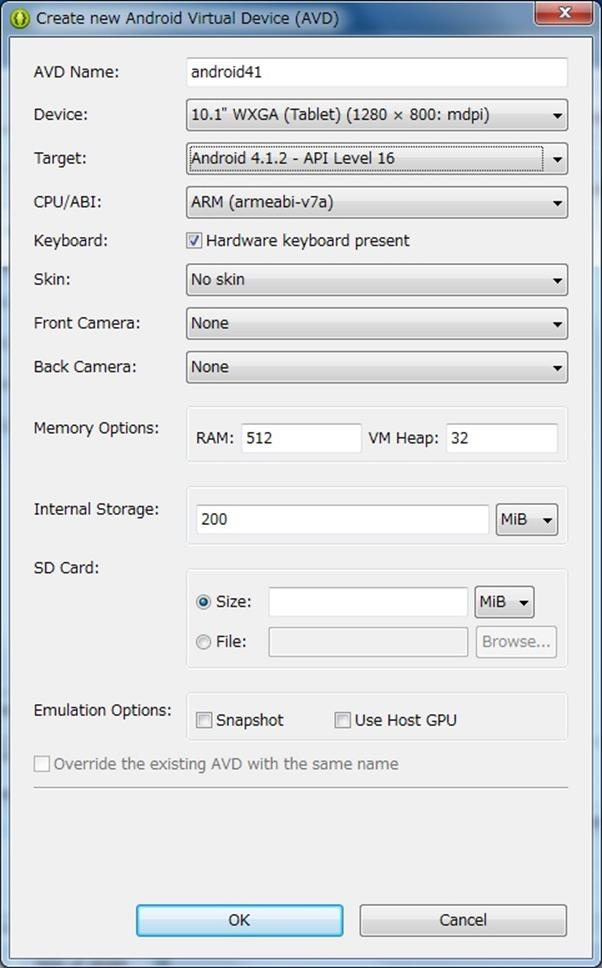 Create new Android Virtual Device (AVD)
AVD Name: android41
Device: 10.1" WXGA (Tablet) (1280 × 800: mdpi)
Target: Android 4.1.2 - API Level 16
CPU/ABI: ARM (armeabi-v7a)
Keyboard: Hardware keyboard present
Skin: No skin
Front Camera: None
Back Camera: None
Memory Options: RAM: 512 VM Heap: 32
Internal Storage: 200 MiB
SD Card:
Size: MiB
File: Browse...
Emulation Options: Snapshot Use Host GPU
Override the existing AVD with the same name
OK Cancel